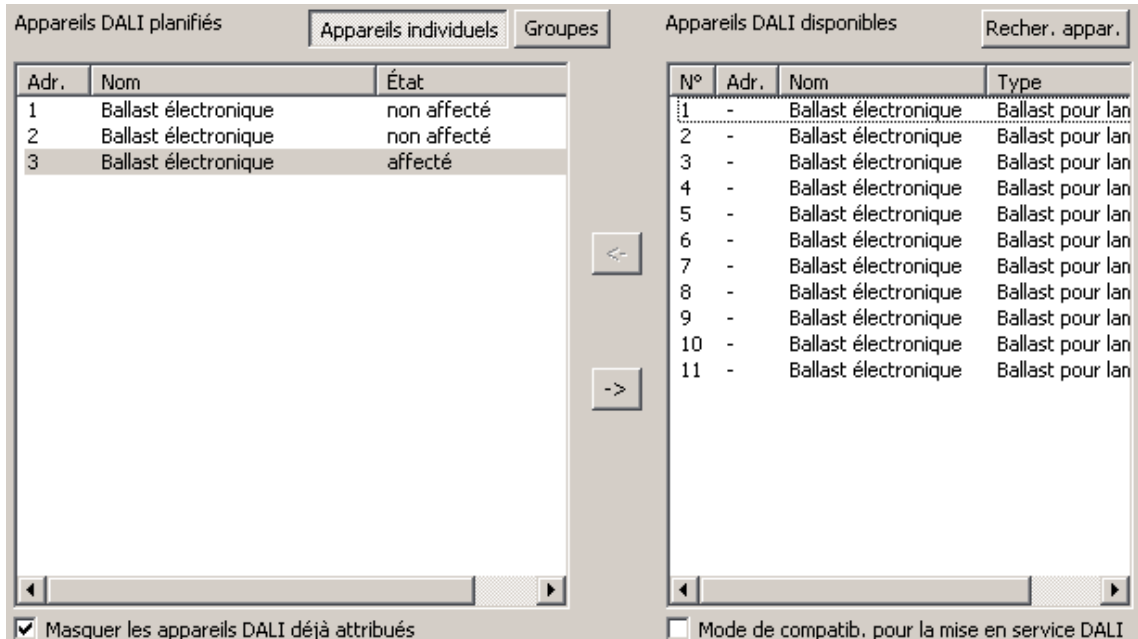 Appareils DALI planifiés Appareils individuels Groupes
Adr. Nom État
1 Ballast électronique non affecté
2 Ballast électronique non affecté
3 Ballast électronique affecté
<-
->
Masquer les appareils DALI déjà attribués
Appareils DALI disponibles Recher. appar.
N° Adr. Nom Type
1 - Ballast électronique Ballast pour lan
2 - Ballast électronique Ballast pour lan
3 - Ballast électronique Ballast pour lan
4 - Ballast électronique Ballast pour lan
5 - Ballast électronique Ballast pour lan
6 - Ballast électronique Ballast pour lan
7 - Ballast électronique Ballast pour lan
8 - Ballast électronique Ballast pour lan
9 - Ballast électronique Ballast pour lan
10 - Ballast électronique Ballast pour lan
11 - Ballast électronique Ballast pour lan
Mode de compatib. pour la mise en service DALI